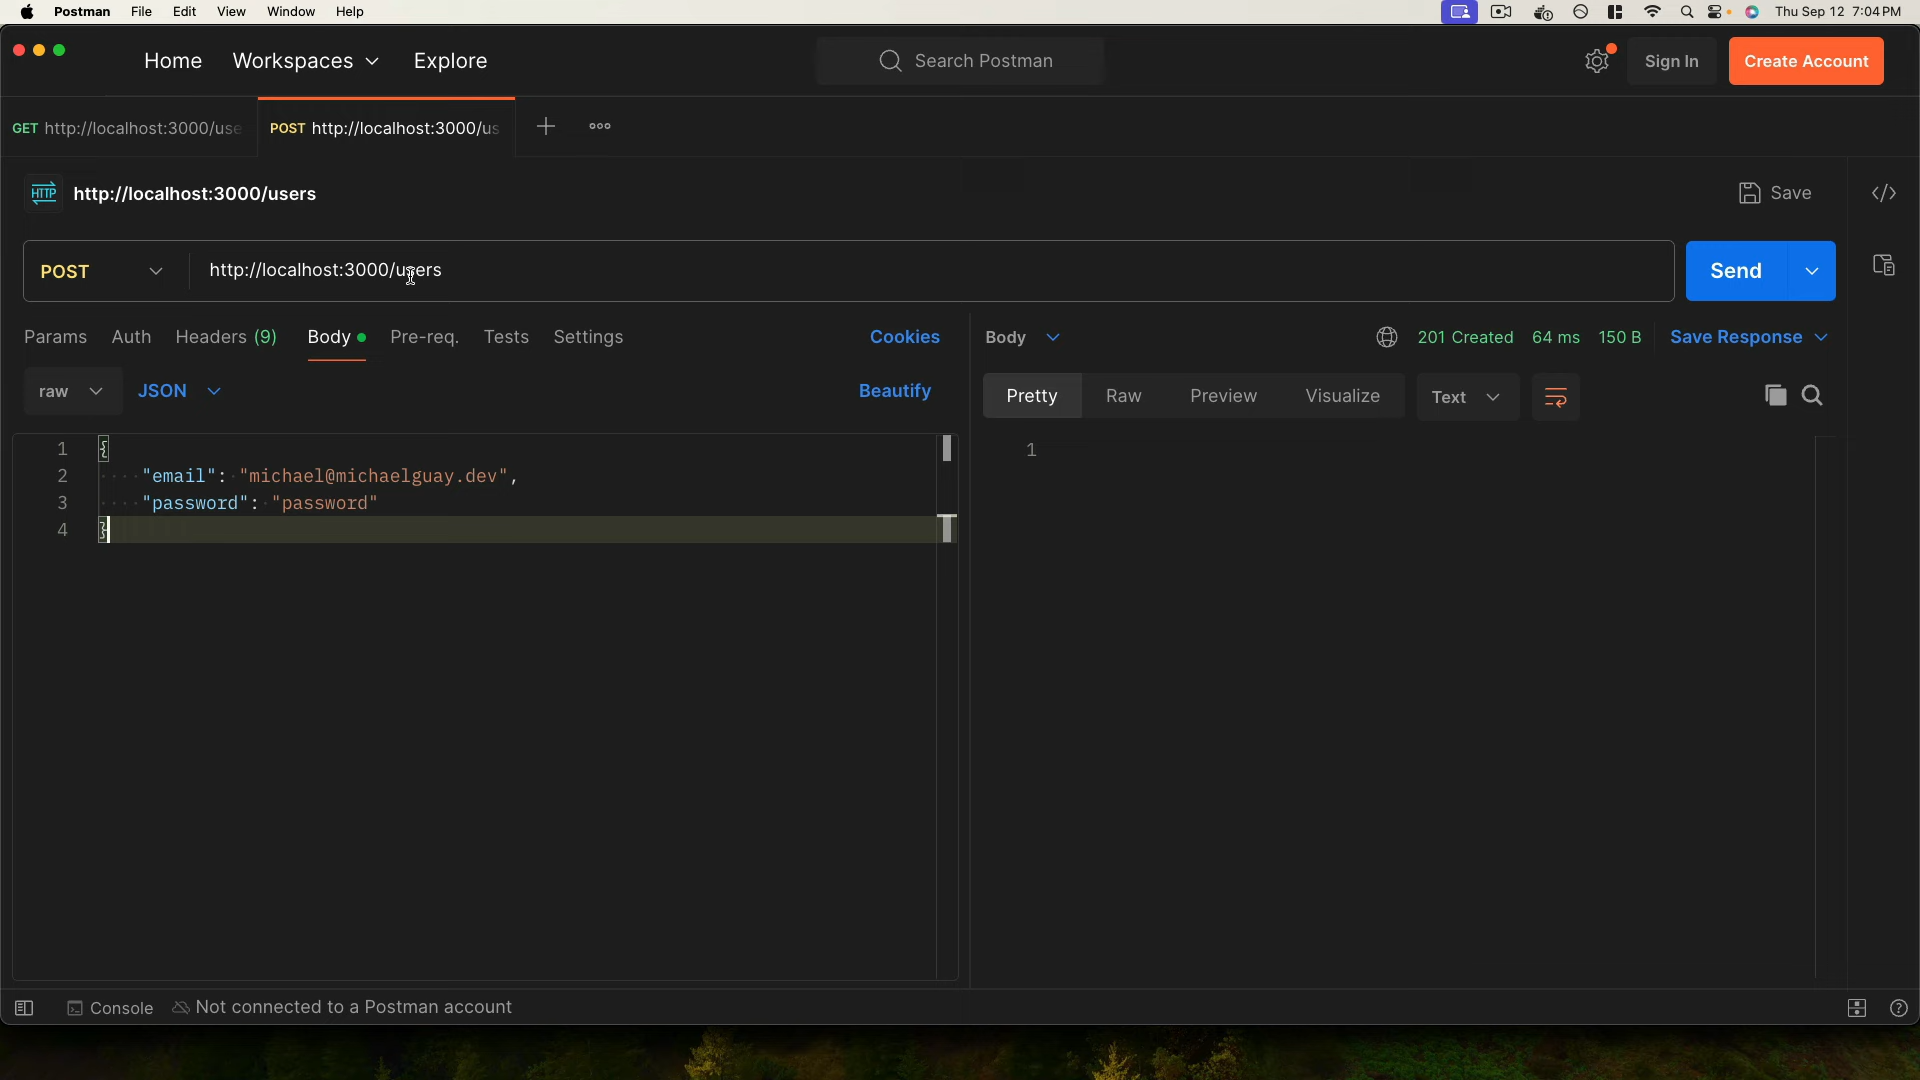 Postman File Edit View Window Help Thu Sep 12 7:04 PM
Home Workspaces Explore Search Postman Sign In Create Account
GET http://localhost:3000/use POST http://localhost:3000/us
HTTP http://localhost:3000/users Save </>
POST http://localhost:3000/users Send
Params Auth Headers (9) Body Pre-req. Tests Settings Cookies Body 201 Created 64 ms 150 B Save Response
raw JSON Beautify Pretty Raw Preview Visualize Text
1 { 1
2 "email": "michael@michaelguay.dev",
3 "password": "password"
4 }
Console Not connected to a Postman account